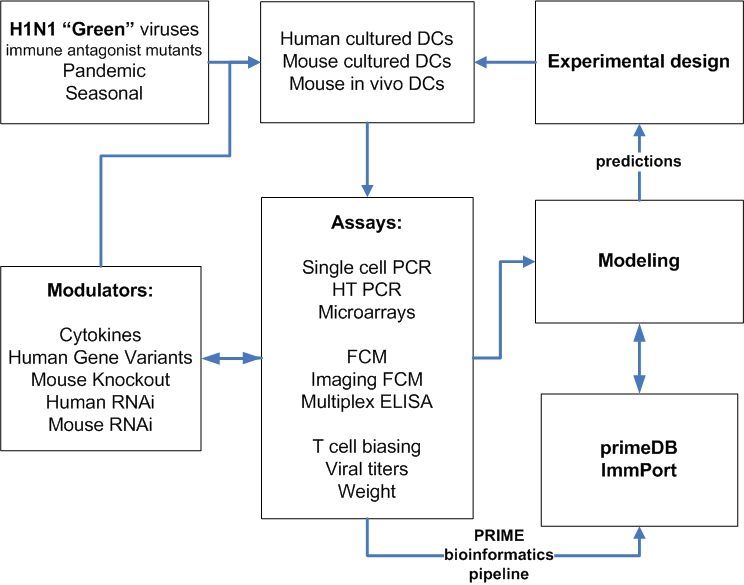 H1N1 “Green” viruses
immune antagonist mutants
Pandemic
Seasonal
Human cultured DCs
Mouse cultured DCs
Mouse in vivo DCs
Experimental design
predictions
Modeling
Assays:
Single cell PCR
HT PCR
Microarrays
FCM
Imaging FCM
Multiplex ELISA
T cell biasing
Viral titers
Weight
Modulators:
Cytokines
Human Gene Variants
Mouse Knockout
Human RNAi
Mouse RNAi
primeDB
ImmPort
PRIME
bioinformatics
pipeline